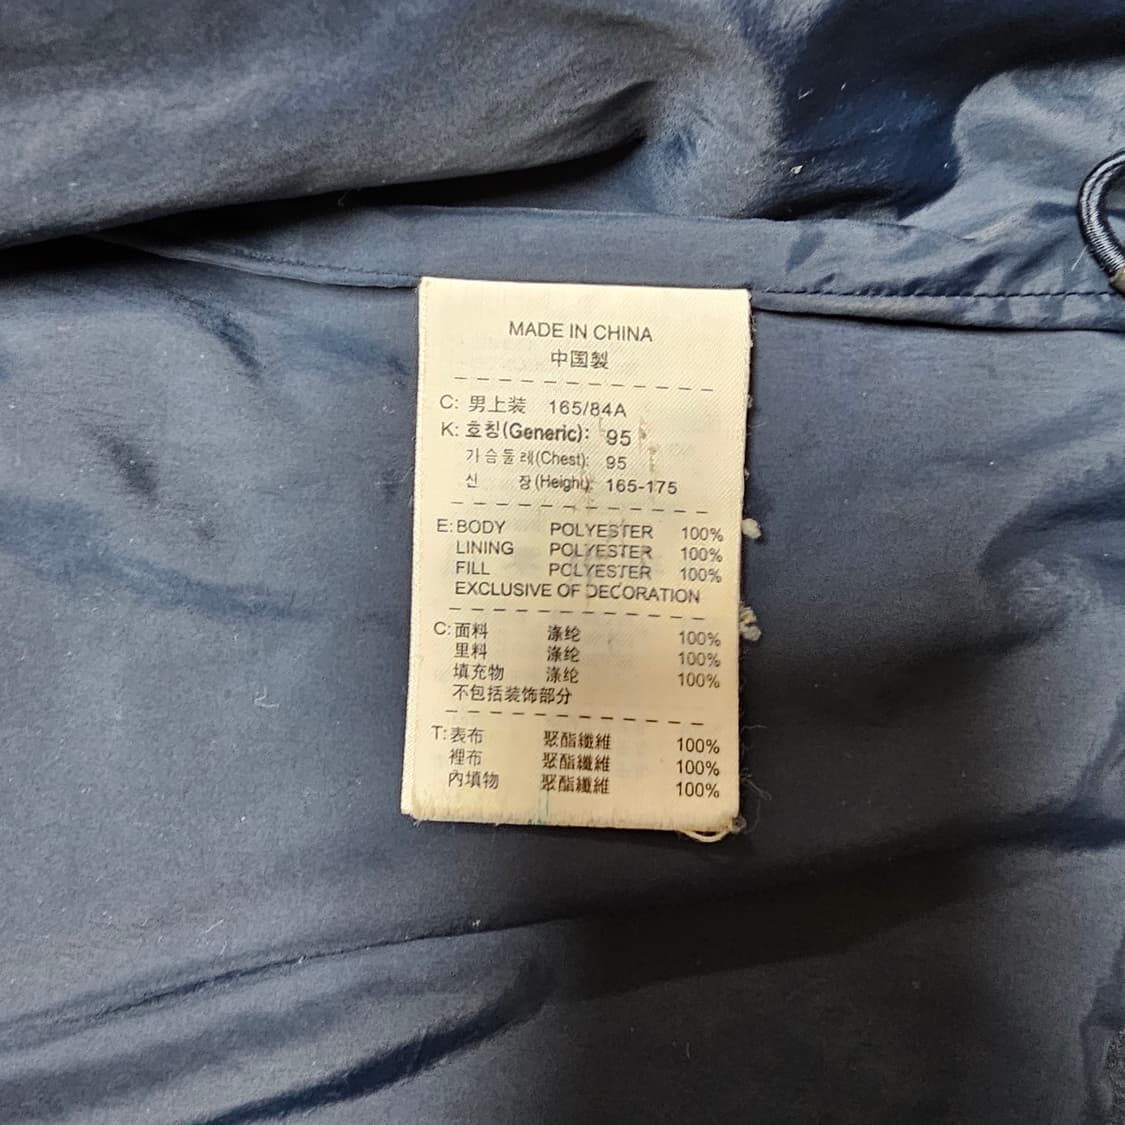 MADE IN CHINA
中国製
C: 男上装 165/84A
K: 호칭(Generic): 95
가슴둘레(Chest): 95
신 장(Height): 165-175
E: BODY POLYESTER 100%
LINING POLYESTER 100%
FILL POLYESTER 100%
EXCLUSIVE OF DECORATION
C: 面料 涤纶 100%
里料 涤纶 100%
填充物 涤纶 100%
不包括装饰部分
T: 表布 聚酯纖維 100%
裡布 聚酯纖維 100%
內填物 聚酯纖維 100%